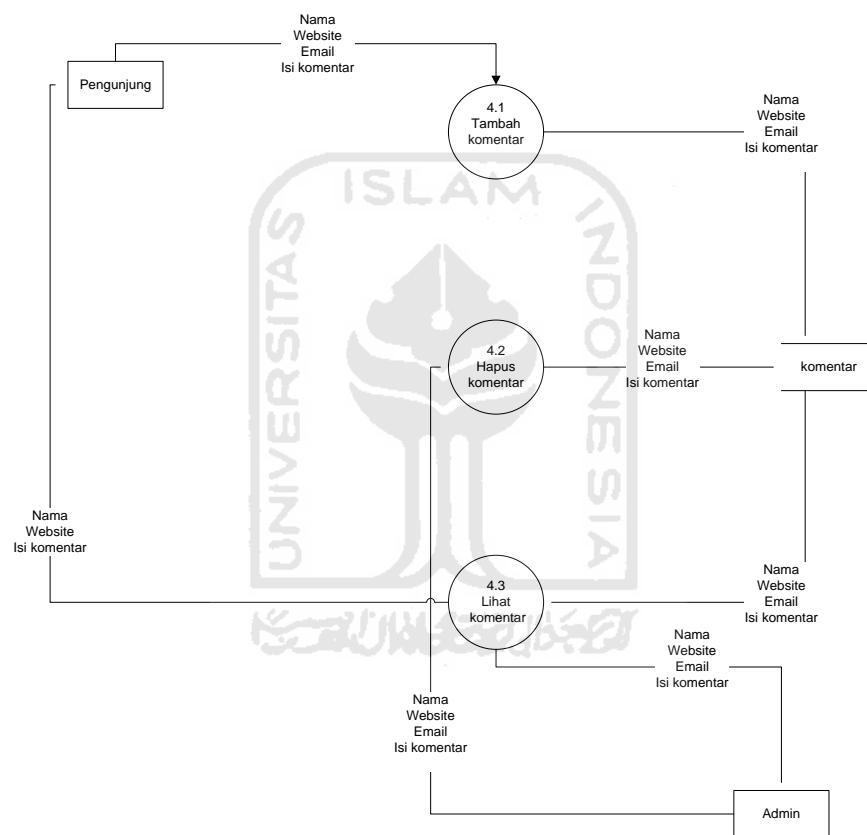 Nama
Website
Email
Isi komentar
Pengunjung
4.1
Tambah
komentar
Nama
Website
Email
Isi komentar
UNIVERSITAS ISLAM INDONESIA
4.2
Hapus
komentar
Nama
Website
Email
Isi komentar
komentar
Nama
Website
Isi komentar
4.3
Lihat
komentar
Nama
Website
Email
Isi komentar
Nama
Website
Email
Isi komentar
Nama
Website
Email
Isi komentar
Admin